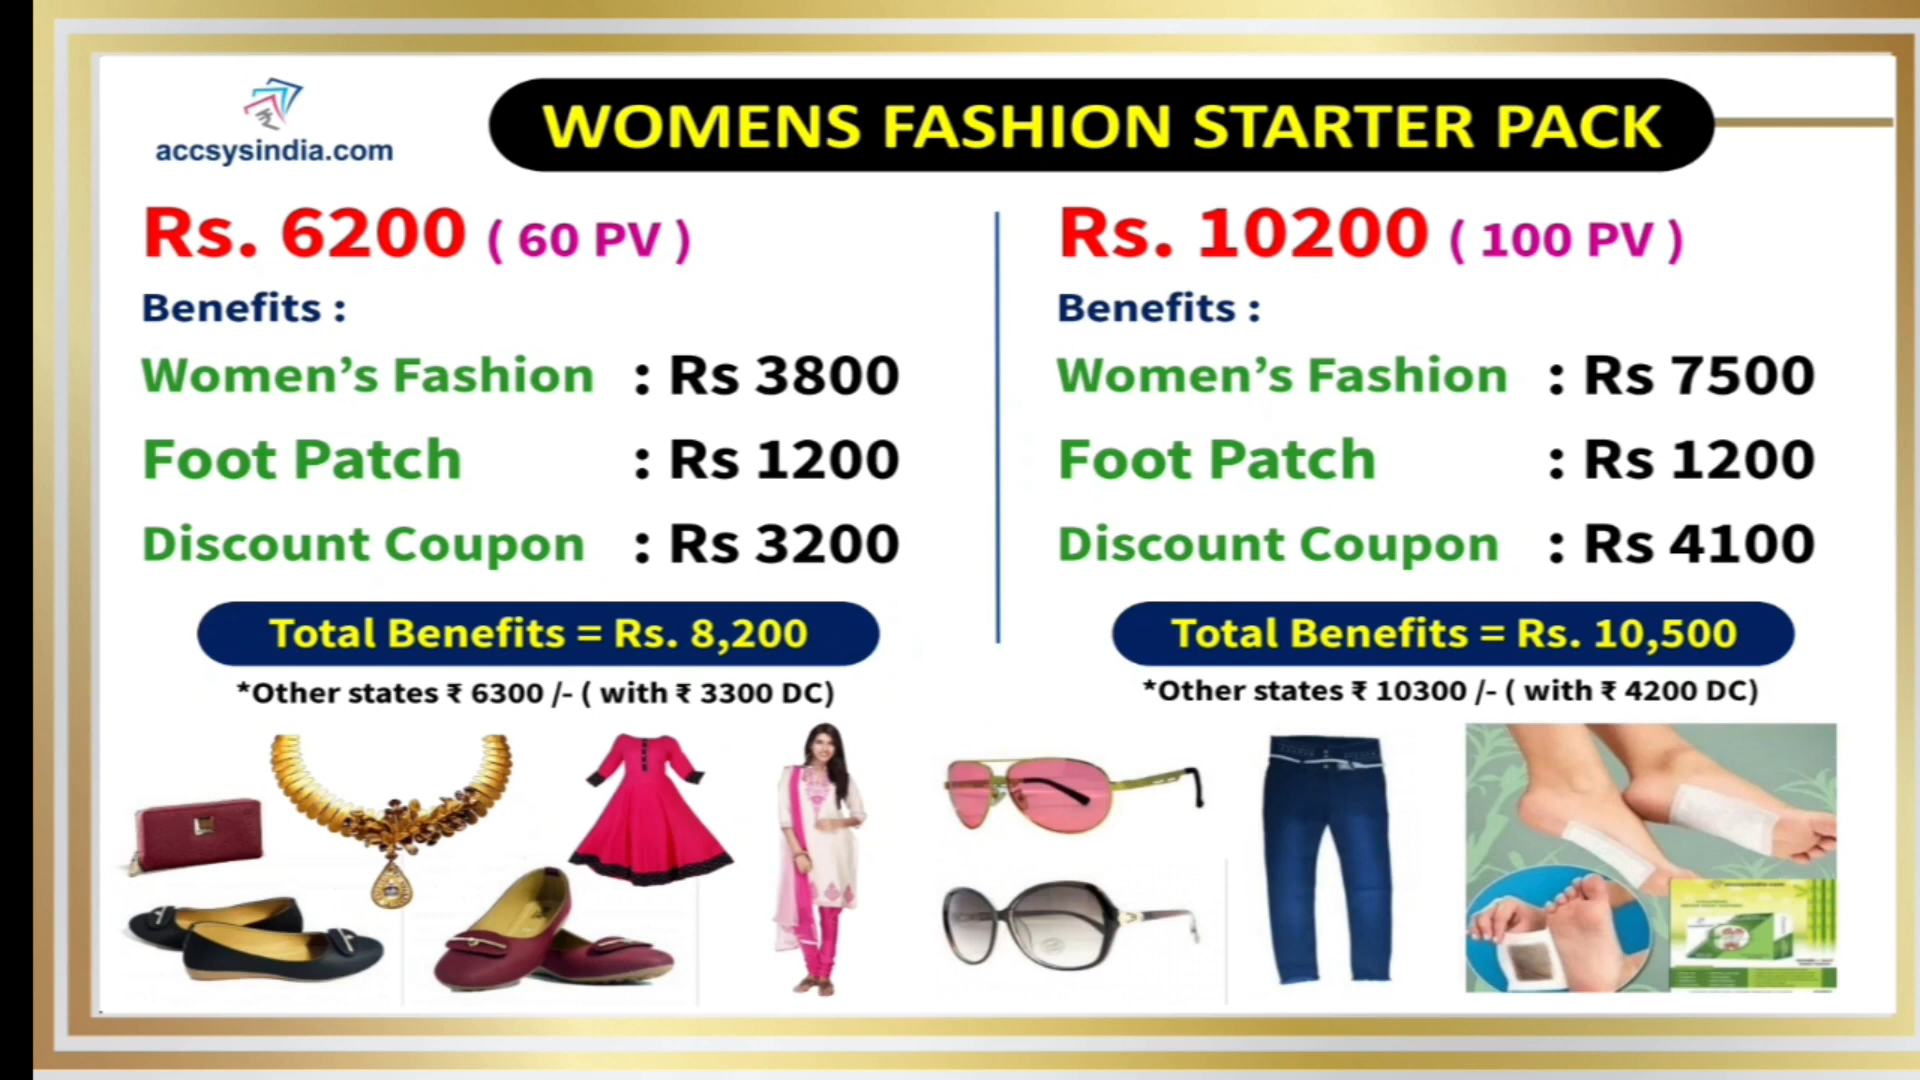 accsysindia.com
WOMENS FASHION STARTER PACK
Rs. 6200 ( 60 PV )
Benefits :
Women's Fashion : Rs 3800
Foot Patch : Rs 1200
Discount Coupon : Rs 3200
Total Benefits = Rs. 8,200
*Other states ₹ 6300 /- ( with ₹ 3300 DC)
Rs. 10200 ( 100 PV )
Benefits :
Women's Fashion : Rs 7500
Foot Patch : Rs 1200
Discount Coupon : Rs 4100
Total Benefits = Rs. 10,500
*Other states ₹ 10300 /- ( with ₹ 4200 DC)